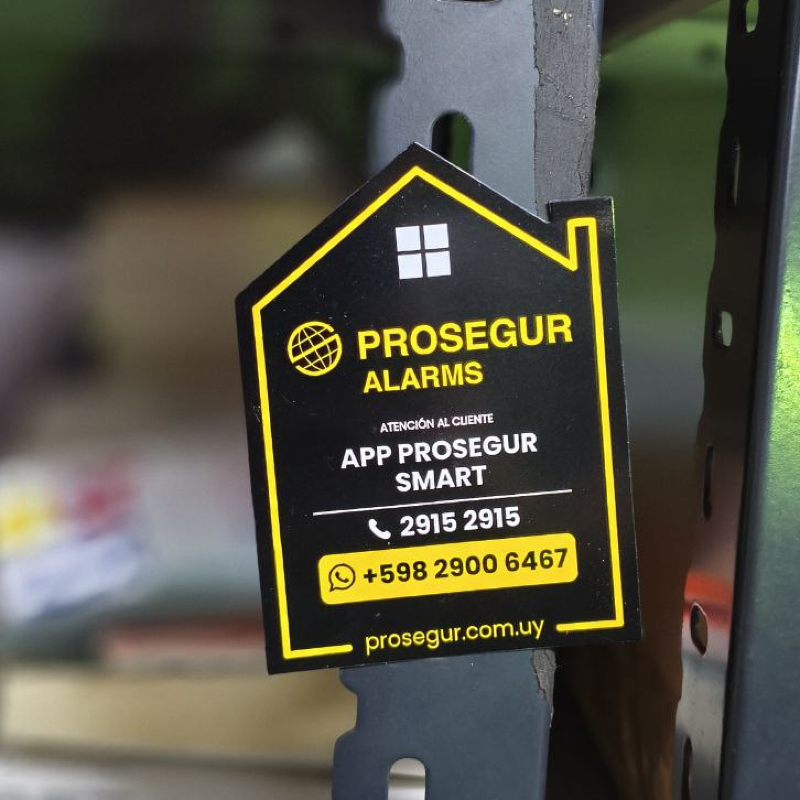 PROSEGUR
ALARMS
ATENCIÓN AL CLIENTE
APP PROSEGUR
SMART
2915 2915
+598 2900 6467
prosegur.com.uy